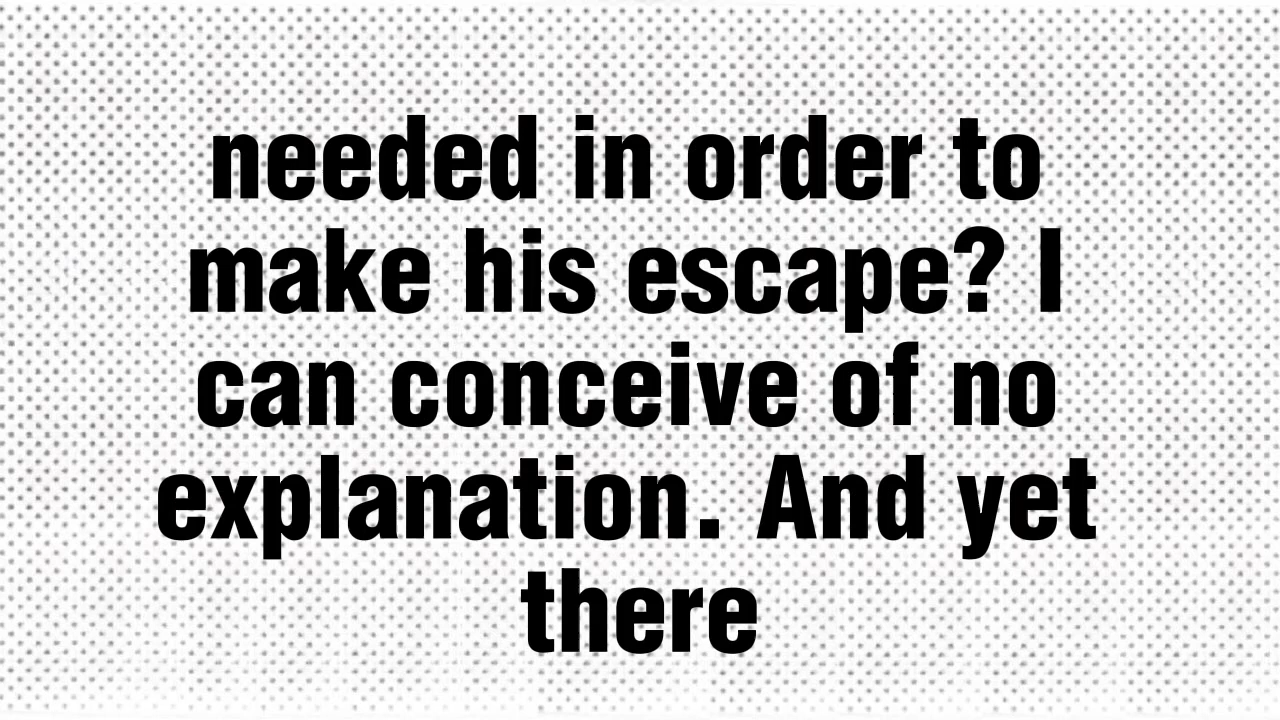 needed in order to
make his escape? I
can conceive of no
explanation. And yet
there